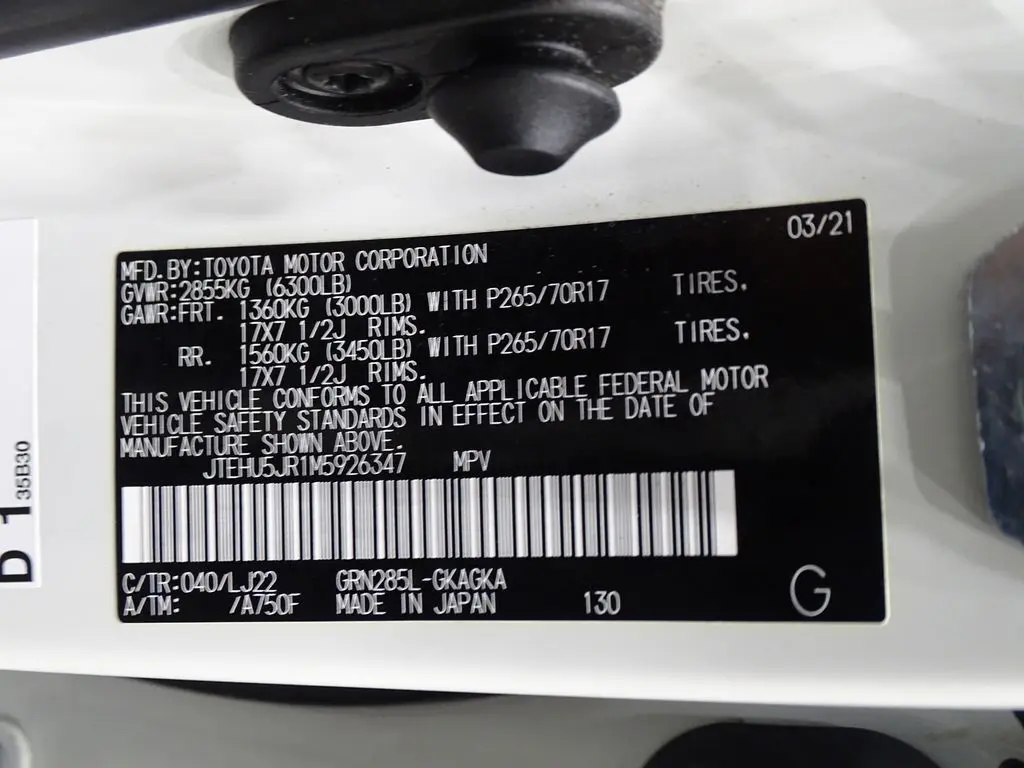 03/21
MFD.BY:TOYOTA MOTOR CORPORATION
GVWR:2855KG (6300LB)
GAWR:FRT. 1360KG (3000LB) WITH P265/70R17 TIRES.
17X7 1/2J RIMS.
RR. 1560KG (3450LB) WITH P265/70R17 TIRES.
17X7 1/2J RIMS.
THIS VEHICLE CONFORMS TO ALL APPLICABLE FEDERAL MOTOR
VEHICLE SAFETY STANDARDS IN EFFECT ON THE DATE OF
MANUFACTURE SHOWN ABOVE.
JTEHU5JR1M5926347 MPV
C/TR:040/LJ22 GRN285L-GKAGKA
A/TM: /A750F MADE IN JAPAN 130
G
D 1
35B30